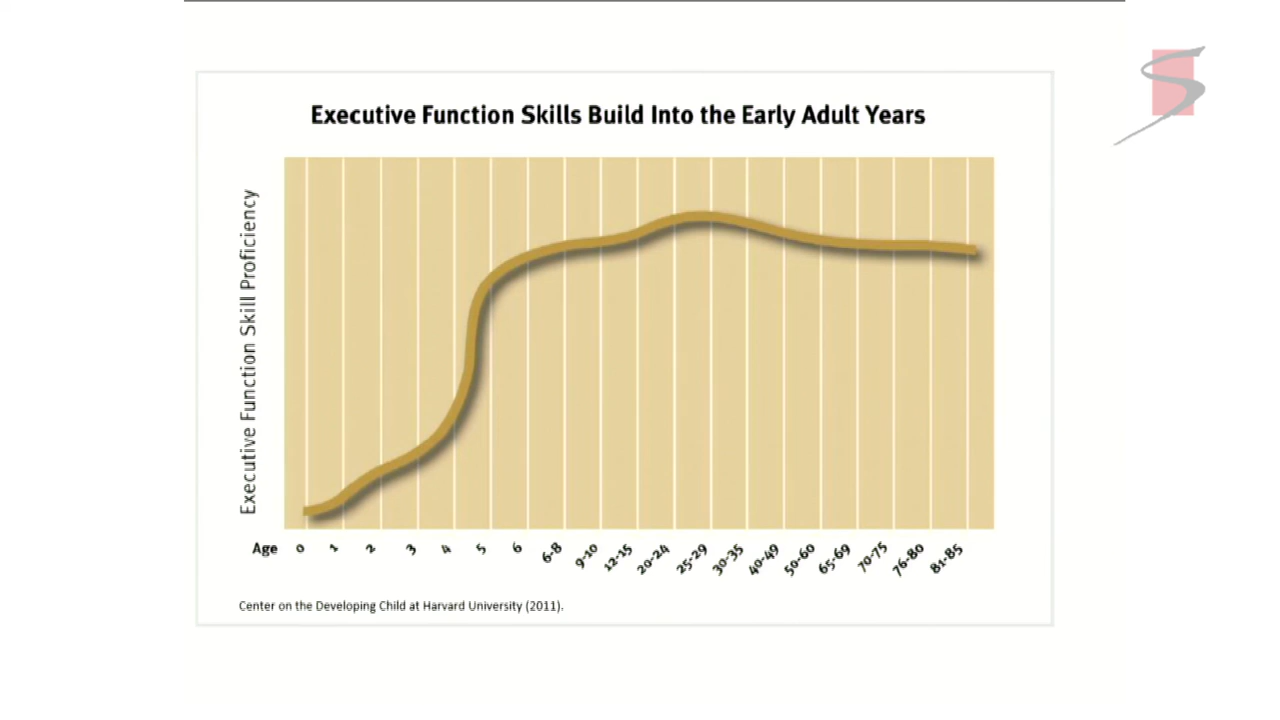 Executive Function Skills Build Into the Early Adult Years
Executive Function Skill Proficiency
Age 0 1 2 3 4 5 6 6-8 9-10 12-15 20-24 25-29 30-35 40-49 50-60 65-69 70-75 76-80 81-85
Center on the Developing Child at Harvard University (2011).